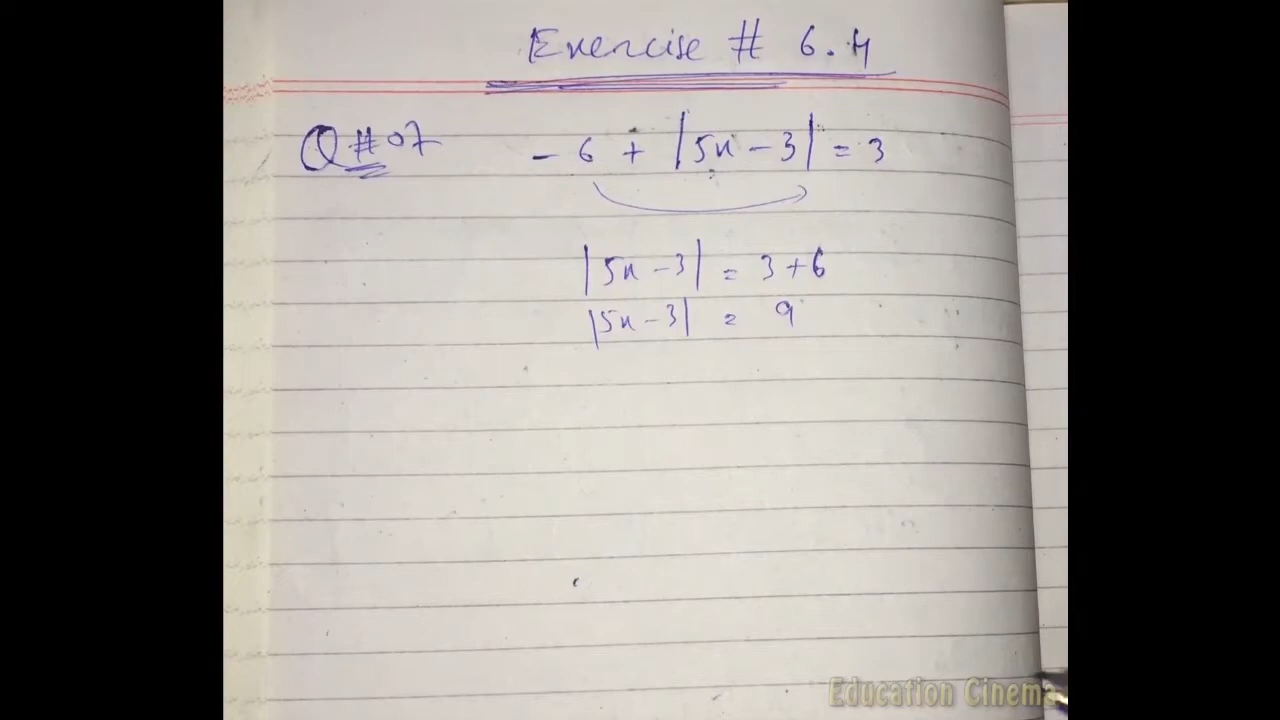 Exercise # 6.4
Q # 07 - 6 + |5x - 3| = 3
|5x - 3| = 3 + 6
|5x - 3| = 9
Education Cinema